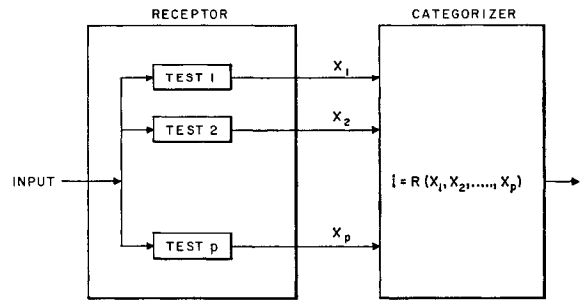 RECEPTOR
CATEGORIZER
TEST 1
X₁
TEST 2
X₂
INPUT
i = R (X₁, X₂, ....., Xₚ)
TEST p
Xₚ